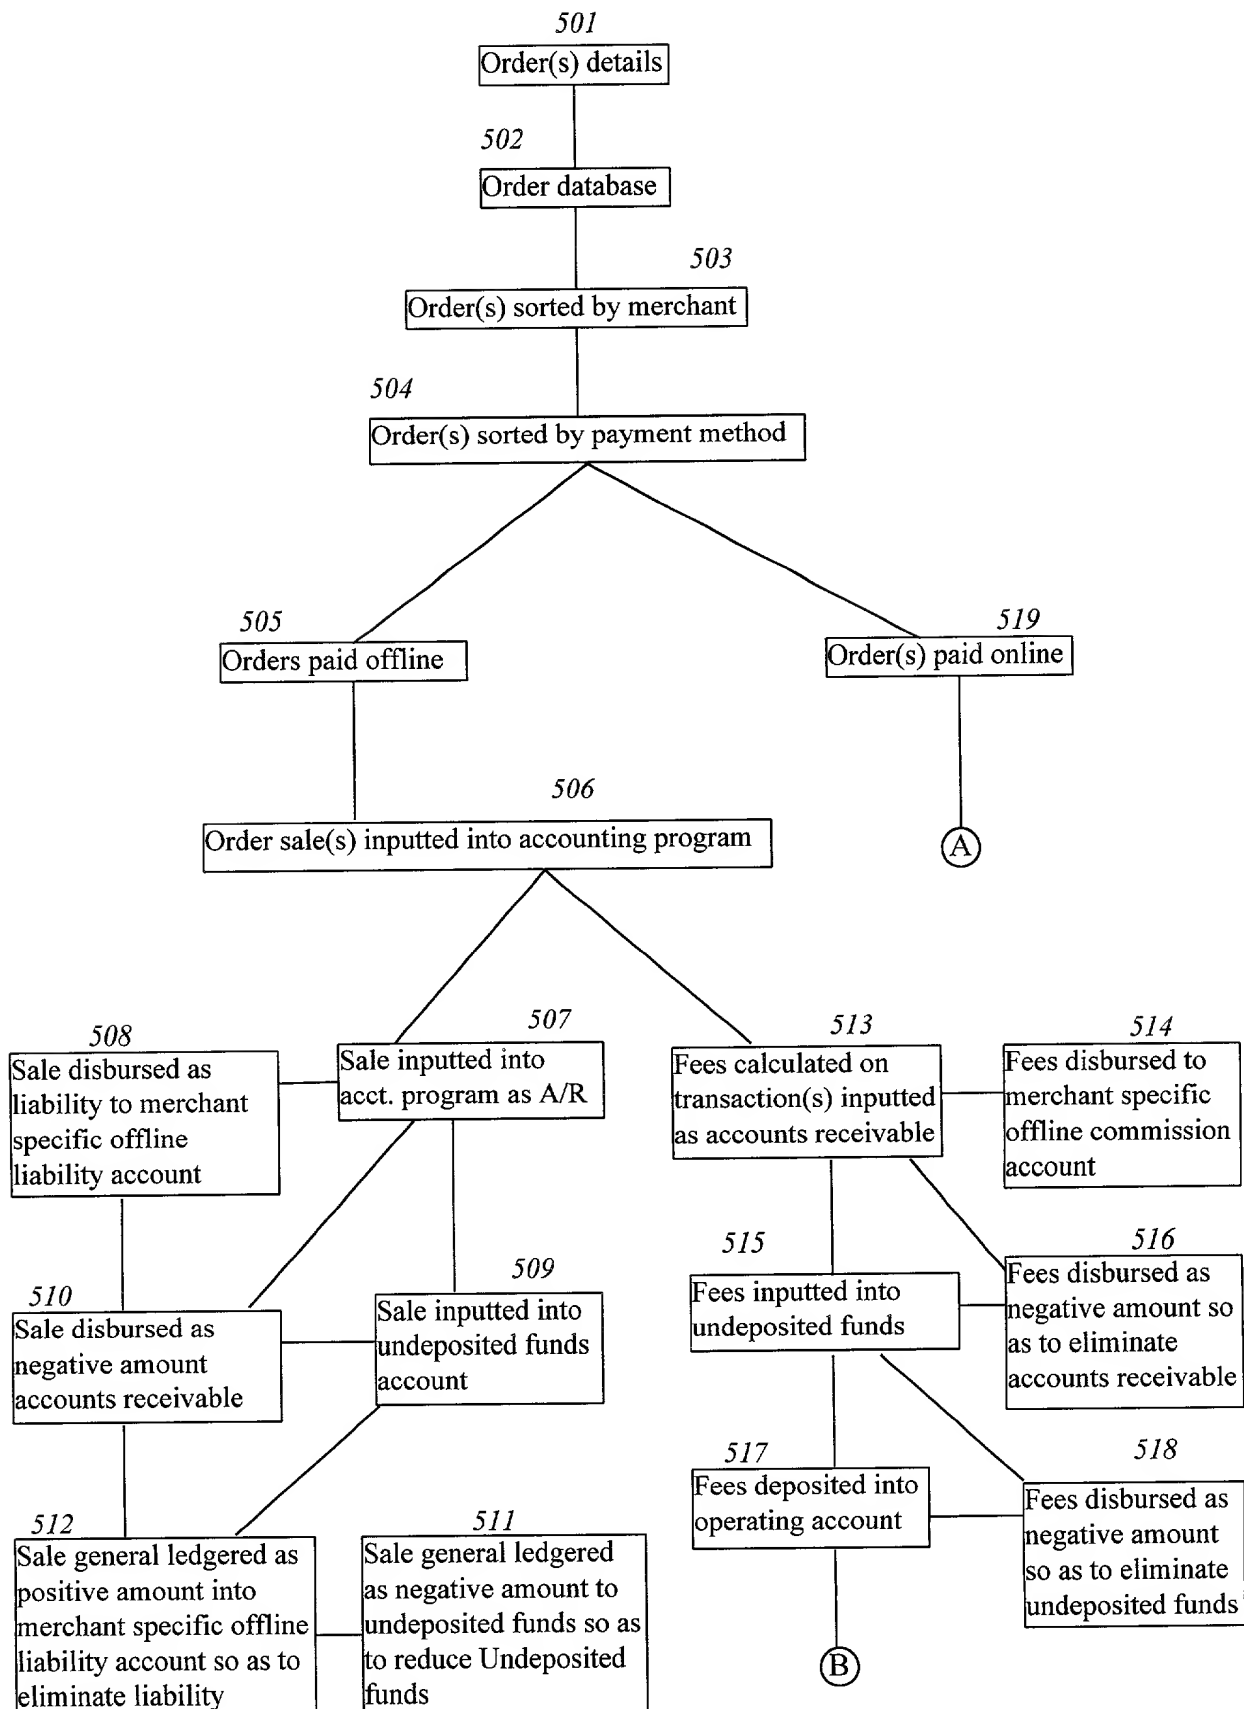 501
Order(s) details
502
Order database
503
Order(s) sorted by merchant
504
Order(s) sorted by payment method
505
Orders paid offline
519
Order(s) paid online
A
506
Order sale(s) inputted into accounting program
508
Sale disbursed as
liability to merchant
specific offline
liability account
507
Sale inputted into
acct. program as A/R
513
Fees calculated on
transaction(s) inputted
as accounts receivable
514
Fees disbursed to
merchant specific
offline commission
account
510
Sale disbursed as
negative amount
accounts receivable
509
Sale inputted into
undeposited funds
account
515
Fees inputted into
undeposited funds
516
Fees disbursed as
negative amount so
as to eliminate
accounts receivable
512
Sale general ledgered as
positive amount into
merchant specific offline
liability account so as to
eliminate liability
511
Sale general ledgered
as negative amount to
undeposited funds so as
to reduce Undeposited
funds
517
Fees deposited into
operating account
518
Fees disbursed as
negative amount
so as to eliminate
undeposited funds
B